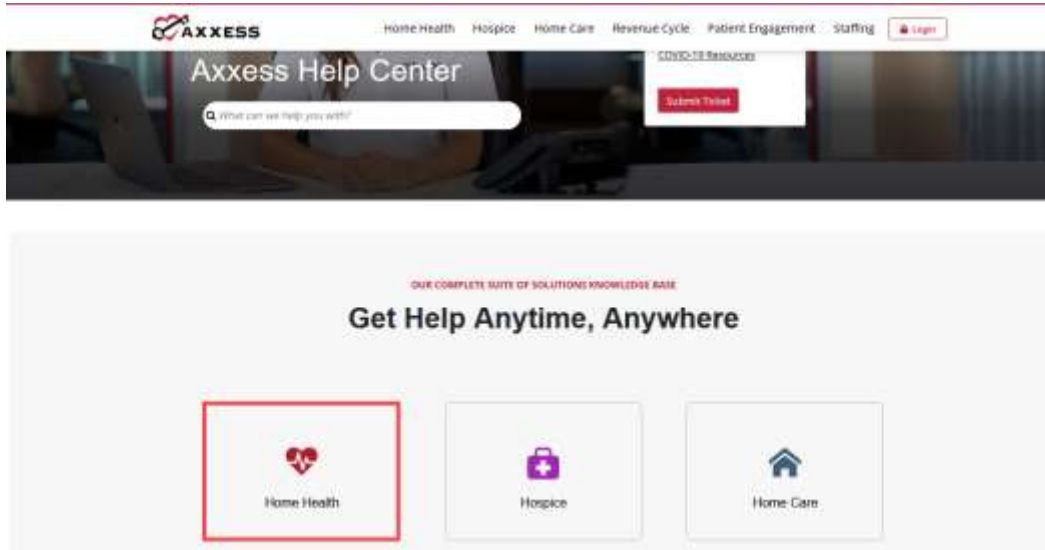 AXXESS
Home Health Hospice Home Care Revenue Cycle Patient Engagement Staffing Login
Axxess Help Center
COVID-19 Resources
What can we help you with?
Submit Ticket
OUR COMPLETE SUITE OF SOLUTIONS KNOWLEDGE BASE
Get Help Anytime, Anywhere
Home Health Hospice Home Care